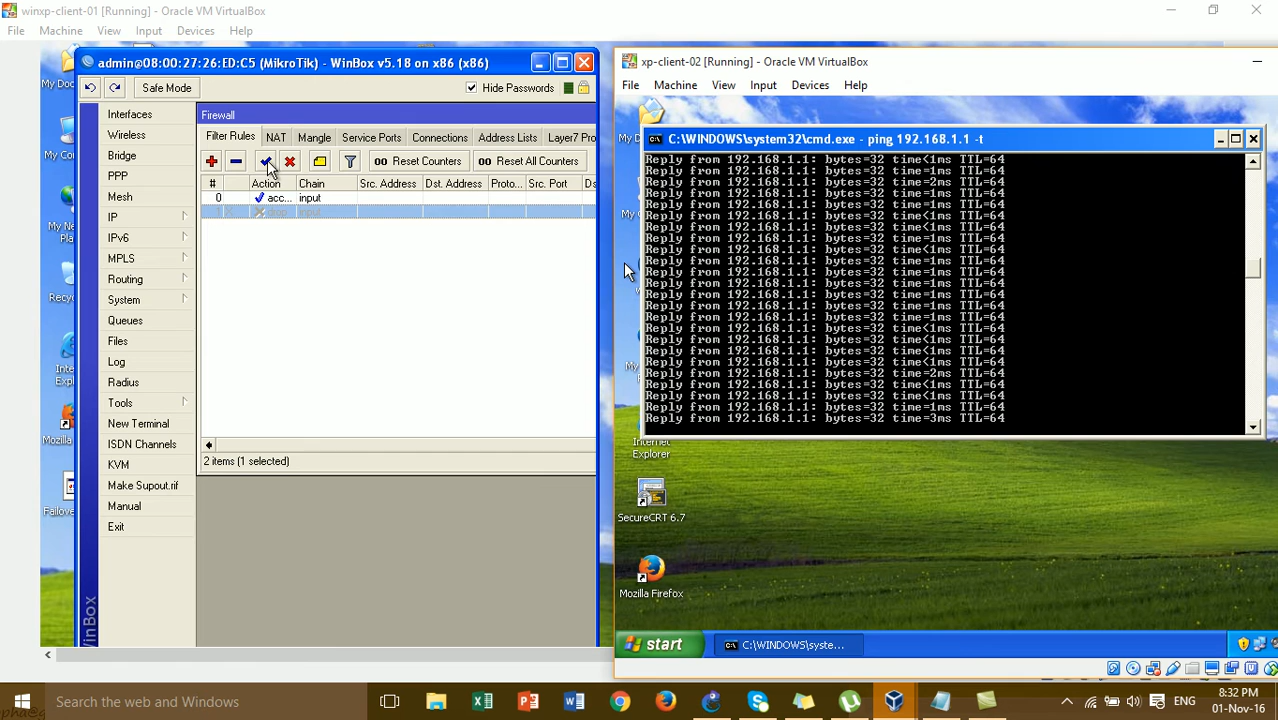 winxp-client-01 [Running] - Oracle VM VirtualBox
File Machine View Input Devices Help
admin@08:00:27:26:ED:C5 (MikroTik) - WinBox v5.18 on x86 (x86)
Safe Mode
Hide Passwords
Interfaces
Wireless
Bridge
PPP
Mesh
IP
IPv6
MPLS
Routing
System
Queues
Files
Log
Radius
Tools
New Terminal
ISDN Channels
KVM
Make Supout.rif
Manual
Exit
WinBox
Firewall
Filter Rules NAT Mangle Service Ports Connections Address Lists Layer7 Pro
00 Reset Counters 00 Reset All Counters
# Action Chain Src. Address Dst. Address Proto... Src. Port Ds
0 acc... input
1 X drop input
2 items (1 selected)
xp-client-02 [Running] - Oracle VM VirtualBox
File Machine View Input Devices Help
C:\WINDOWS\system32\cmd.exe - ping 192.168.1.1 -t
Reply from 192.168.1.1: bytes=32 time<1ms TTL=64
Reply from 192.168.1.1: bytes=32 time=1ms TTL=64
Reply from 192.168.1.1: bytes=32 time=2ms TTL=64
Reply from 192.168.1.1: bytes=32 time=1ms TTL=64
Reply from 192.168.1.1: bytes=32 time=1ms TTL=64
Reply from 192.168.1.1: bytes=32 time<1ms TTL=64
Reply from 192.168.1.1: bytes=32 time<1ms TTL=64
Reply from 192.168.1.1: bytes=32 time=1ms TTL=64
Reply from 192.168.1.1: bytes=32 time<1ms TTL=64
Reply from 192.168.1.1: bytes=32 time=1ms TTL=64
Reply from 192.168.1.1: bytes=32 time<1ms TTL=64
Reply from 192.168.1.1: bytes=32 time=1ms TTL=64
Reply from 192.168.1.1: bytes=32 time=1ms TTL=64
Reply from 192.168.1.1: bytes=32 time=1ms TTL=64
Reply from 192.168.1.1: bytes=32 time=1ms TTL=64
Reply from 192.168.1.1: bytes=32 time<1ms TTL=64
Reply from 192.168.1.1: bytes=32 time<1ms TTL=64
Reply from 192.168.1.1: bytes=32 time<1ms TTL=64
Reply from 192.168.1.1: bytes=32 time<1ms TTL=64
Reply from 192.168.1.1: bytes=32 time=2ms TTL=64
Reply from 192.168.1.1: bytes=32 time<1ms TTL=64
Reply from 192.168.1.1: bytes=32 time<1ms TTL=64
Reply from 192.168.1.1: bytes=32 time=1ms TTL=64
Reply from 192.168.1.1: bytes=32 time=3ms TTL=64
Internet
Explorer
SecureCRT 6.7
Mozilla Firefox
start
C:\WINDOWS\syste...
Search the web and Windows
ENG
8:32 PM
01-Nov-16